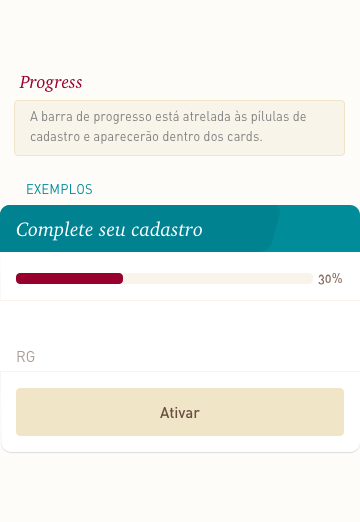 Progress
A barra de progresso está atrelada às pílulas de
cadastro e aparecerão dentro dos cards.
EXEMPLOS
Complete seu cadastro
30%
RG
Ativar